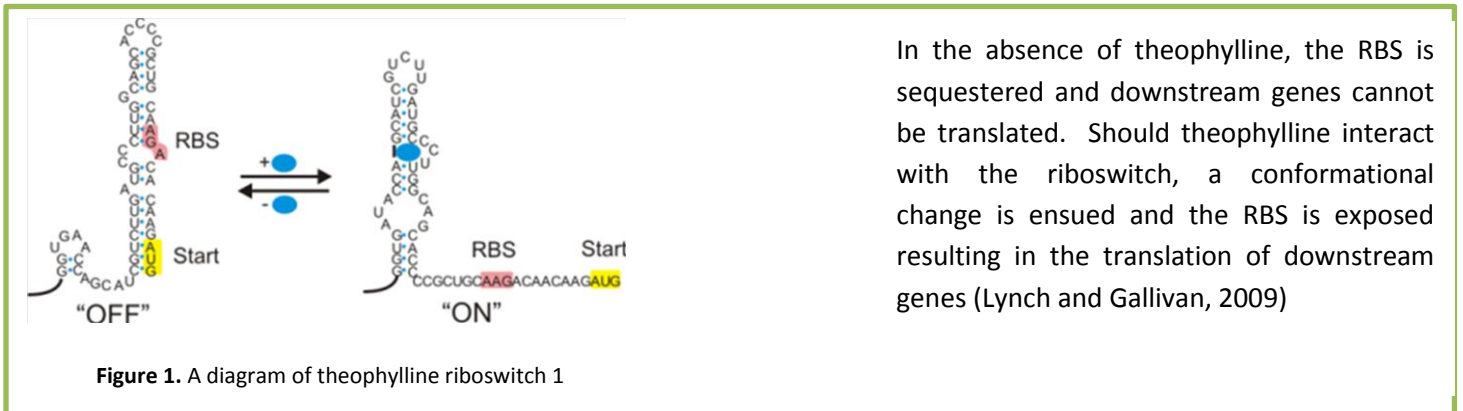 RBS
Start
"OFF"
+
-
RBS
Start
CCGCUGCAAGACAACAAGAUG
"ON"
Figure 1. A diagram of theophylline riboswitch 1
In the absence of theophylline, the RBS is
sequestered and downstream genes cannot
be translated. Should theophylline interact
with the riboswitch, a conformational
change is ensued and the RBS is exposed
resulting in the translation of downstream
genes (Lynch and Gallivan, 2009)